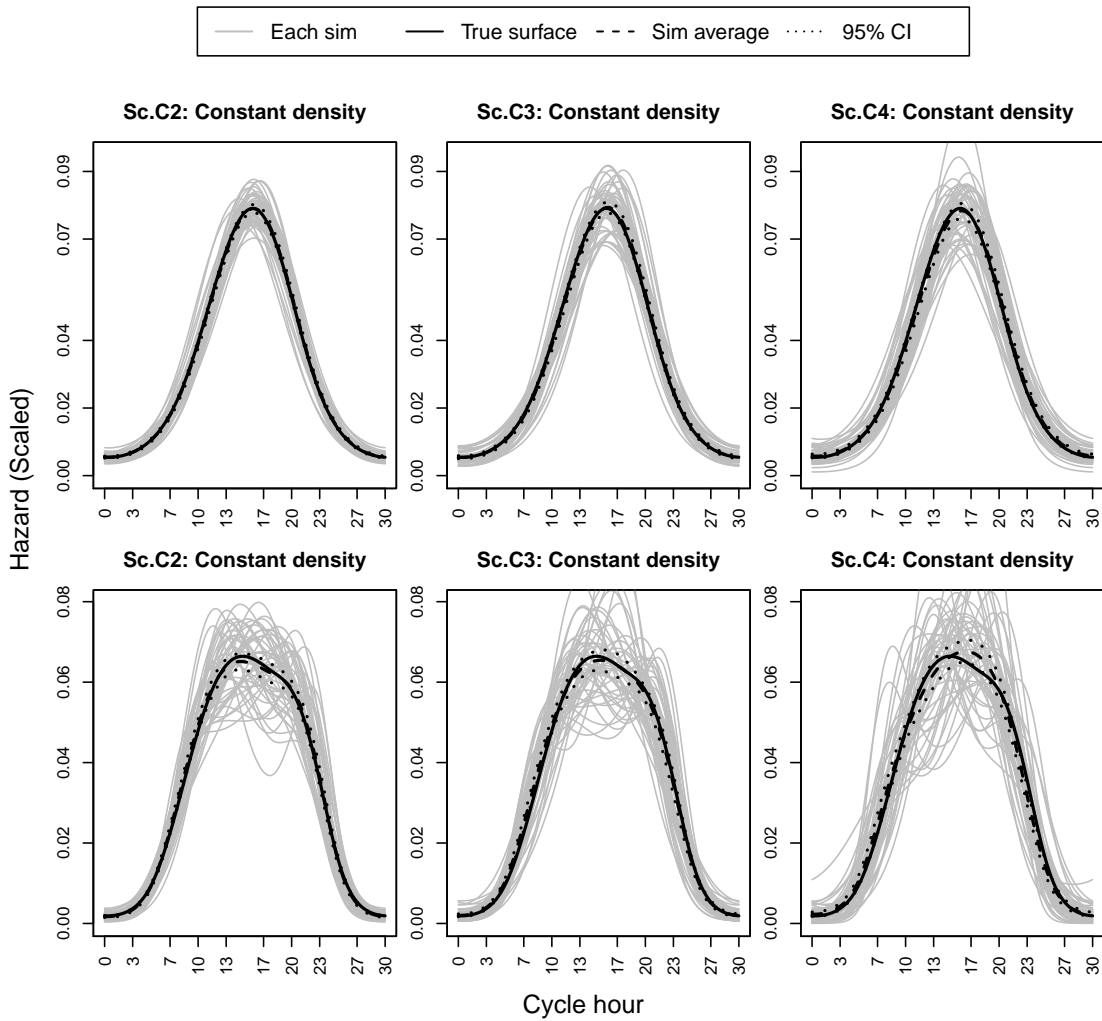 Each sim True surface Sim average 95% CI
Sc.C2: Constant density Sc.C3: Constant density Sc.C4: Constant density
0.09 0.09 0.09
0.07 0.07 0.07
0.04 0.04 0.04
0.02 0.02 0.02
0.00 0.00 0.00
0 3 7 10 13 17 20 23 27 30 0 3 7 10 13 17 20 23 27 30 0 3 7 10 13 17 20 23 27 30
Hazard (Scaled)
Sc.C2: Constant density Sc.C3: Constant density Sc.C4: Constant density
0.08 0.08 0.08
0.06 0.06 0.06
0.04 0.04 0.04
0.02 0.02 0.02
0.00 0.00 0.00
0 3 7 10 13 17 20 23 27 30 0 3 7 10 13 17 20 23 27 30 0 3 7 10 13 17 20 23 27 30
Cycle hour